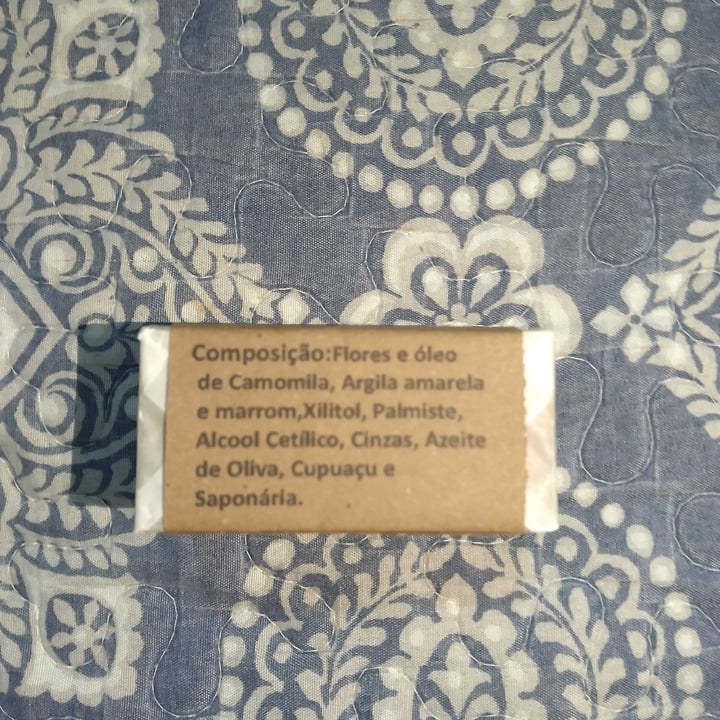 Composição:Flores e óleo
de Camomila, Argila amarela
e marrom,Xilitol, Palmiste,
Alcool Cetílico, Cinzas, Azeite
de Oliva, Cupuaçu e
Saponária.